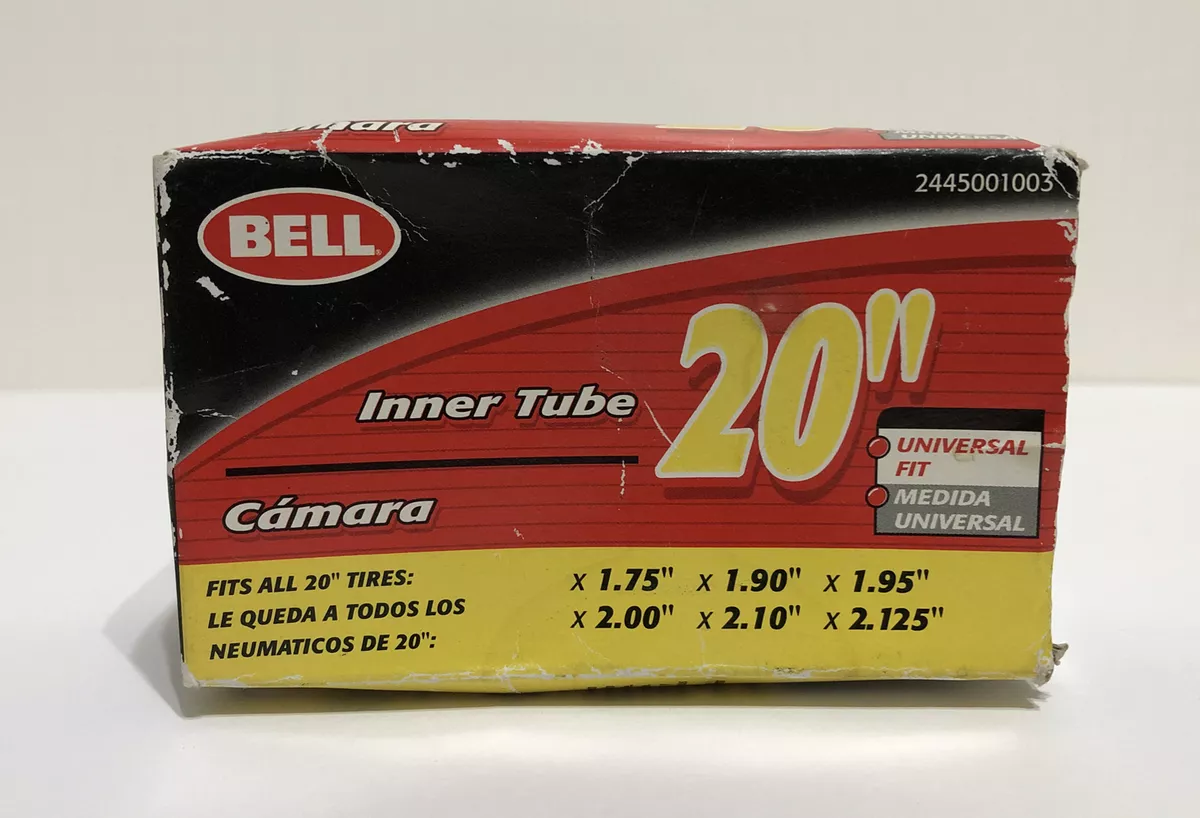 UNIVERSAL
2445001003
BELL
20"
Inner Tube
Cámara
UNIVERSAL
FIT
MEDIDA
UNIVERSAL
FITS ALL 20" TIRES:
LE QUEDA A TODOS LOS
NEUMATICOS DE 20":
x 1.75" x 1.90" x 1.95"
x 2.00" x 2.10" x 2.125"